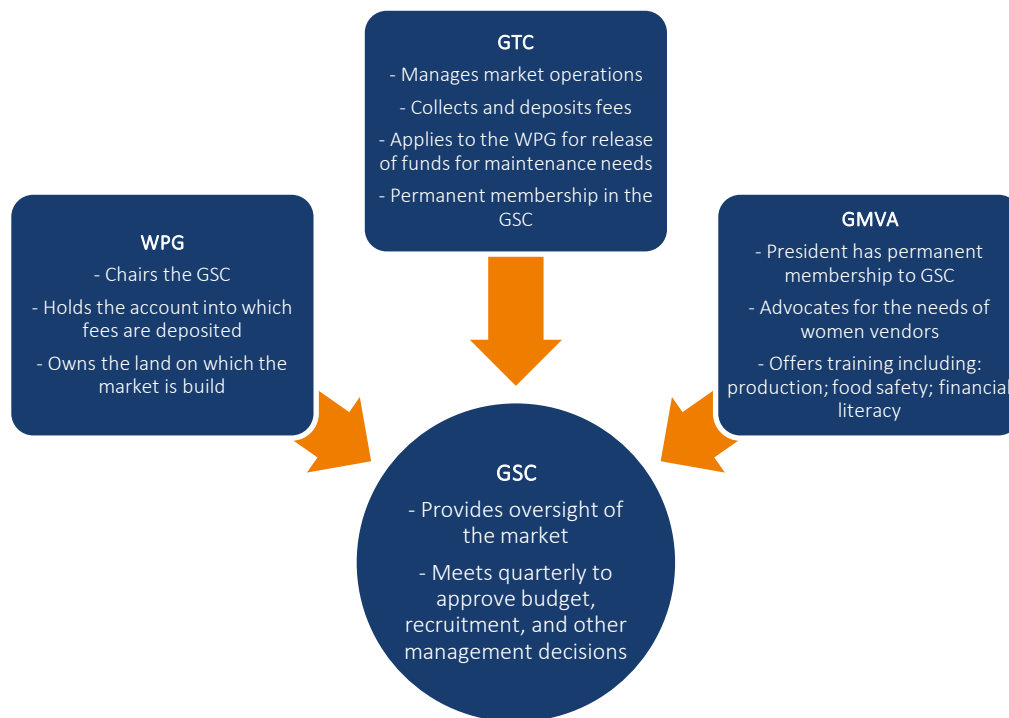 GTC
- Manages market operations
- Collects and deposits fees
- Applies to the WPG for release
of funds for maintenance needs
- Permanent membership in the
GSC
WPG
- Chairs the GSC
- Holds the account into which
fees are deposited
- Owns the land on which the
market is build
GMVA
- President has permanent
membership to GSC
- Advocates for the needs of
women vendors
- Offers training including:
production; food safety; financial
literacy
GSC
- Provides oversight of
the market
- Meets quarterly to
approve budget,
recruitment, and other
management decisions